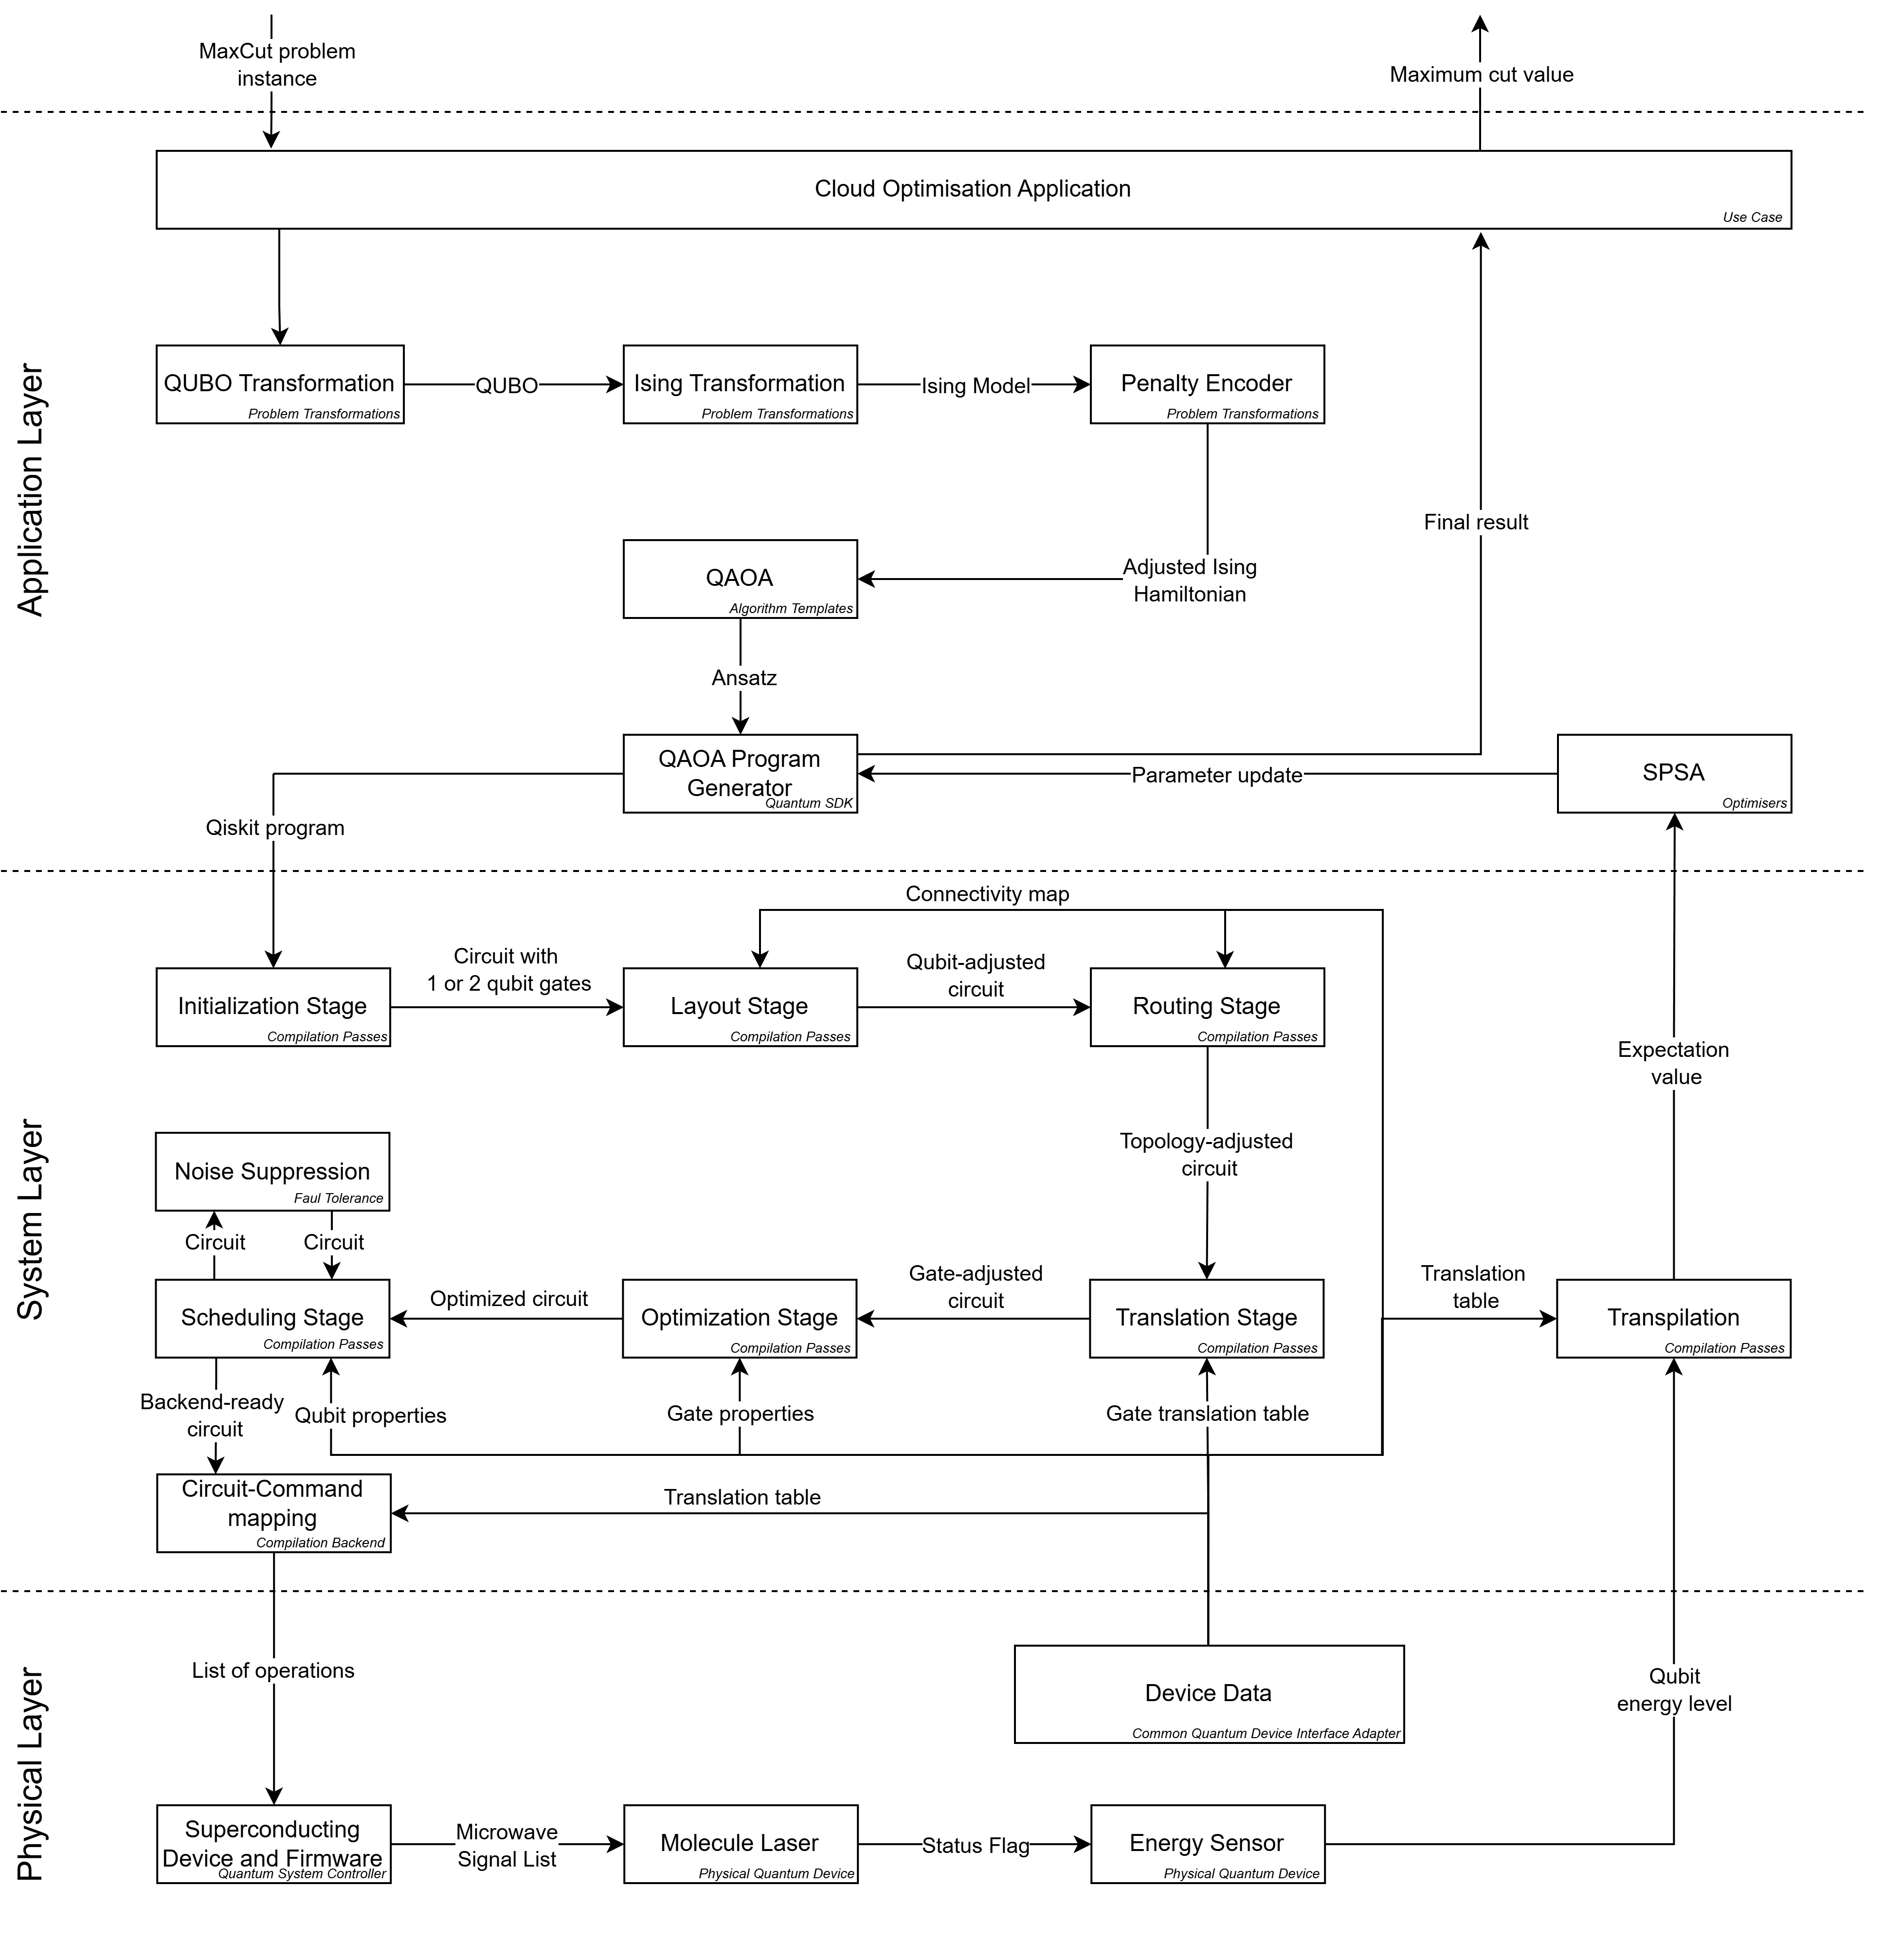 MaxCut problem
instance
Maximum cut value
Cloud Optimisation Application
Use Case
Application Layer
QUBO Transformation
Problem Transformations
QUBO
Ising Transformation
Problem Transformations
Ising Model
Penalty Encoder
Problem Transformations
Final result
QAOA
Algorithm Templates
Adjusted Ising
Hamiltonian
Ansatz
QAOA Program
Generator
Quantum SDK
Parameter update
SPSA
Optimisers
Qiskit program
System Layer
Connectivity map
Initialization Stage
Compilation Passes
Circuit with
1 or 2 qubit gates
Layout Stage
Compilation Passes
Qubit-adjusted
circuit
Routing Stage
Compilation Passes
Expectation
value
Topology-adjusted
circuit
Noise Suppression
Faul Tolerance
Circuit
Circuit
Scheduling Stage
Compilation Passes
Optimized circuit
Optimization Stage
Compilation Passes
Gate-adjusted
circuit
Translation Stage
Compilation Passes
Translation
table
Transpilation
Compilation Passes
Backend-ready
circuit
Qubit properties
Gate properties
Gate translation table
Circuit-Command
mapping
Compilation Backend
Translation table
Physical Layer
List of operations
Device Data
Common Quantum Device Interface Adapter
Qubit
energy level
Superconducting
Device and Firmware
Quantum System Controller
Microwave
Signal List
Molecule Laser
Physical Quantum Device
Status Flag
Energy Sensor
Physical Quantum Device